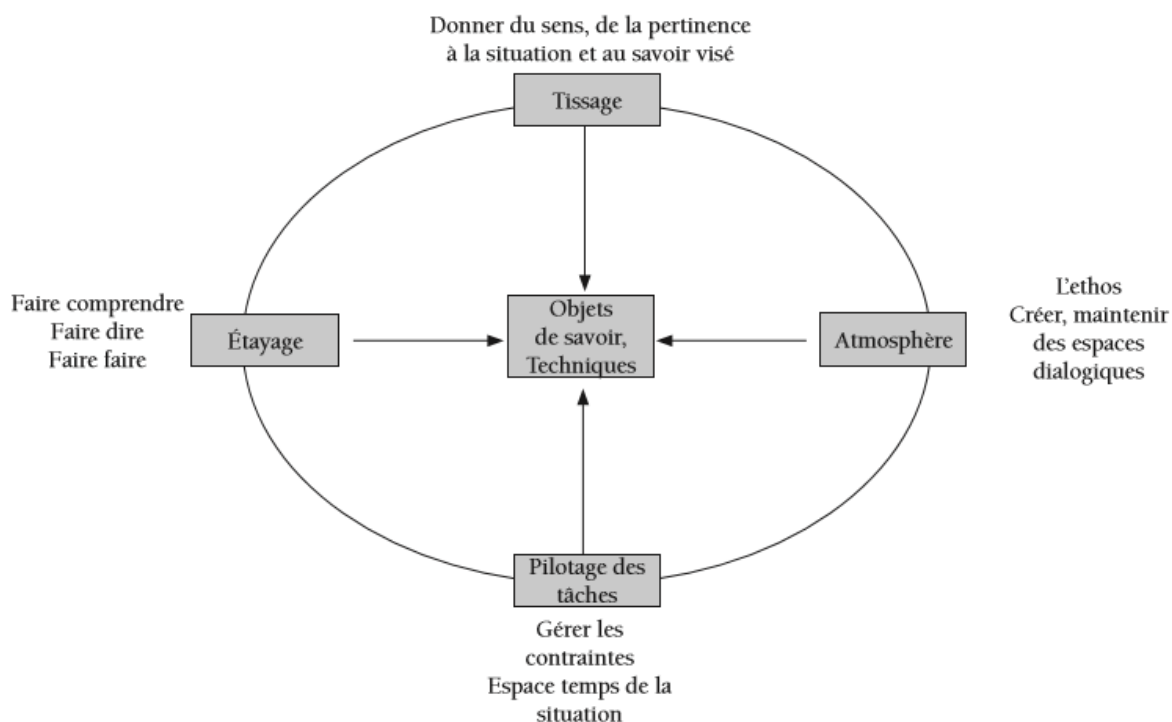 Donner du sens, de la pertinence
à la situation et au savoir visé
Tissage
Faire comprendre
Faire dire
Faire faire
Étayage
Objets
de savoir,
Techniques
Atmosphère
L'ethos
Créer, maintenir
des espaces
dialogiques
Pilotage des
tâches
Gérer les
contraintes
Espace temps de la
situation